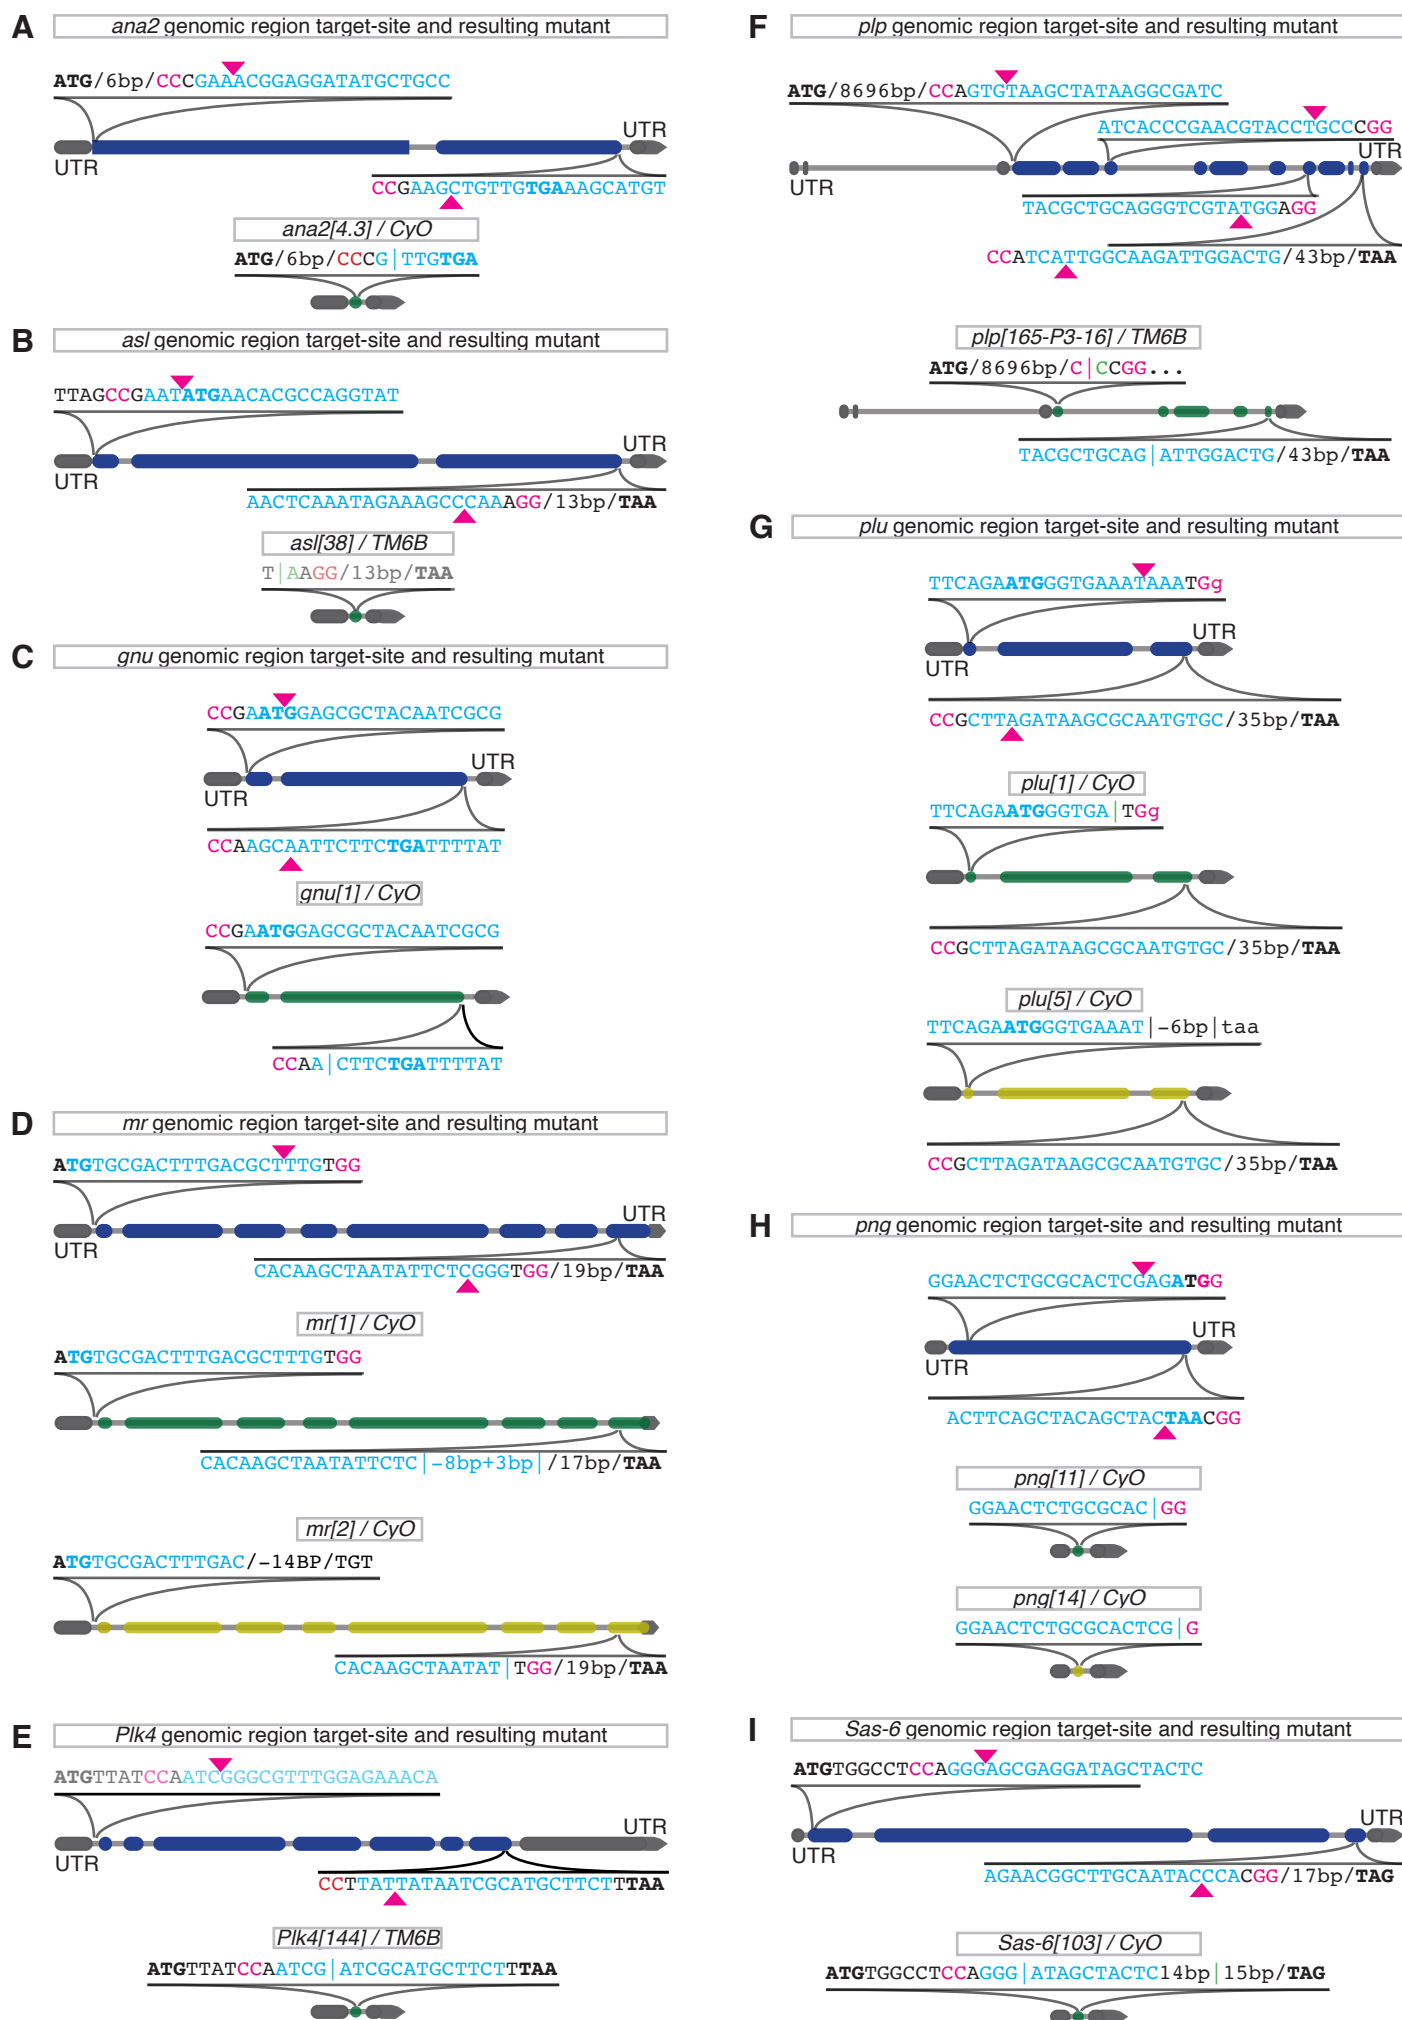 A
ana2 genomic region target-site and resulting mutant
ATG/6bp/CCCGAAACGGAGGATATGCTGCC
UTR
UTR
CCGAAGCTGTTGTGAAAGCATGT
ana2[4.3] / CyO
ATG/6bp/CCCG|TTGTGA
B
asl genomic region target-site and resulting mutant
TTAGCCGAATATGAACACGCCAGGTAT
UTR
UTR
AACTCAAATAGAAAGCCCAAAGG/13bp/TAA
asl[38] / TM6B
T|AAGG/13bp/TAA
C
gnu genomic region target-site and resulting mutant
CCGAATGGAGCGCTACAATCGCG
UTR
UTR
CCAAGCAATTCTTCTGATTTTAT
gnu[1] / CyO
CCGAATGGAGCGCTACAATCGCG
CCAA|CTTCTGATTTTAT
D
mr genomic region target-site and resulting mutant
ATGTGCGACTTTGACGCTTTGTGG
UTR
UTR
CACAAGCTAATATTCTCGGGTGG/19bp/TAA
mr[1] / CyO
ATGTGCGACTTTGACGCTTTGTGG
CACAAGCTAATATTCTC|-8bp+3bp|/17bp/TAA
mr[2] / CyO
ATGTGCGACTTTGAC/-14BP/TGT
CACAAGCTAATAT|TGG/19bp/TAA
E
Plk4 genomic region target-site and resulting mutant
ATGTTATCCAATCGGGCGTTTGGAGAAACA
UTR
UTR
CCTTATTATAATCGCATGCTTCTTTAA
Plk4[144] / TM6B
ATGTTATCCAATCG|ATCGCATGCTTCTTTAA
F
plp genomic region target-site and resulting mutant
ATG/8696bp/CCAGTGTAAGCTATAAGGCGATC
ATCACCCGAACGTACCTGCCCGG
UTR
UTR
TACGCTGCAGGGTCGTATGGAGG
CCATCATTGGCAAGATTGGACTG/43bp/TAA
plp[165-P3-16] / TM6B
ATG/8696bp/C|CCGG...
TACGCTGCAG|ATTGGACTG/43bp/TAA
G
plu genomic region target-site and resulting mutant
TTCAGAATGGGTGAAATAAATGg
UTR
UTR
CCGCTTAGATAAGCGCAATGTGC/35bp/TAA
plu[1] / CyO
TTCAGAATGGGTGA|TGg
CCGCTTAGATAAGCGCAATGTGC/35bp/TAA
plu[5] / CyO
TTCAGAATGGGTGAAAT|-6bp|taa
CCGCTTAGATAAGCGCAATGTGC/35bp/TAA
H
png genomic region target-site and resulting mutant
GGAACTCTGCGCACTCGAGATGG
UTR
UTR
ACTTCAGCTACAGCTACTAACGG
png[11] / CyO
GGAACTCTGCGCAC|GG
png[14] / CyO
GGAACTCTGCGCACTCG|G
I
Sas-6 genomic region target-site and resulting mutant
ATGTGGCCTCCAGGGAGCGAGGATAGCTACTC
UTR
UTR
AGAACGGCTTGCAATACCCACGG/17bp/TAG
Sas-6[103] / CyO
ATGTGGCCTCCAGGG|ATAGCTACTC14bp|15bp/TAG